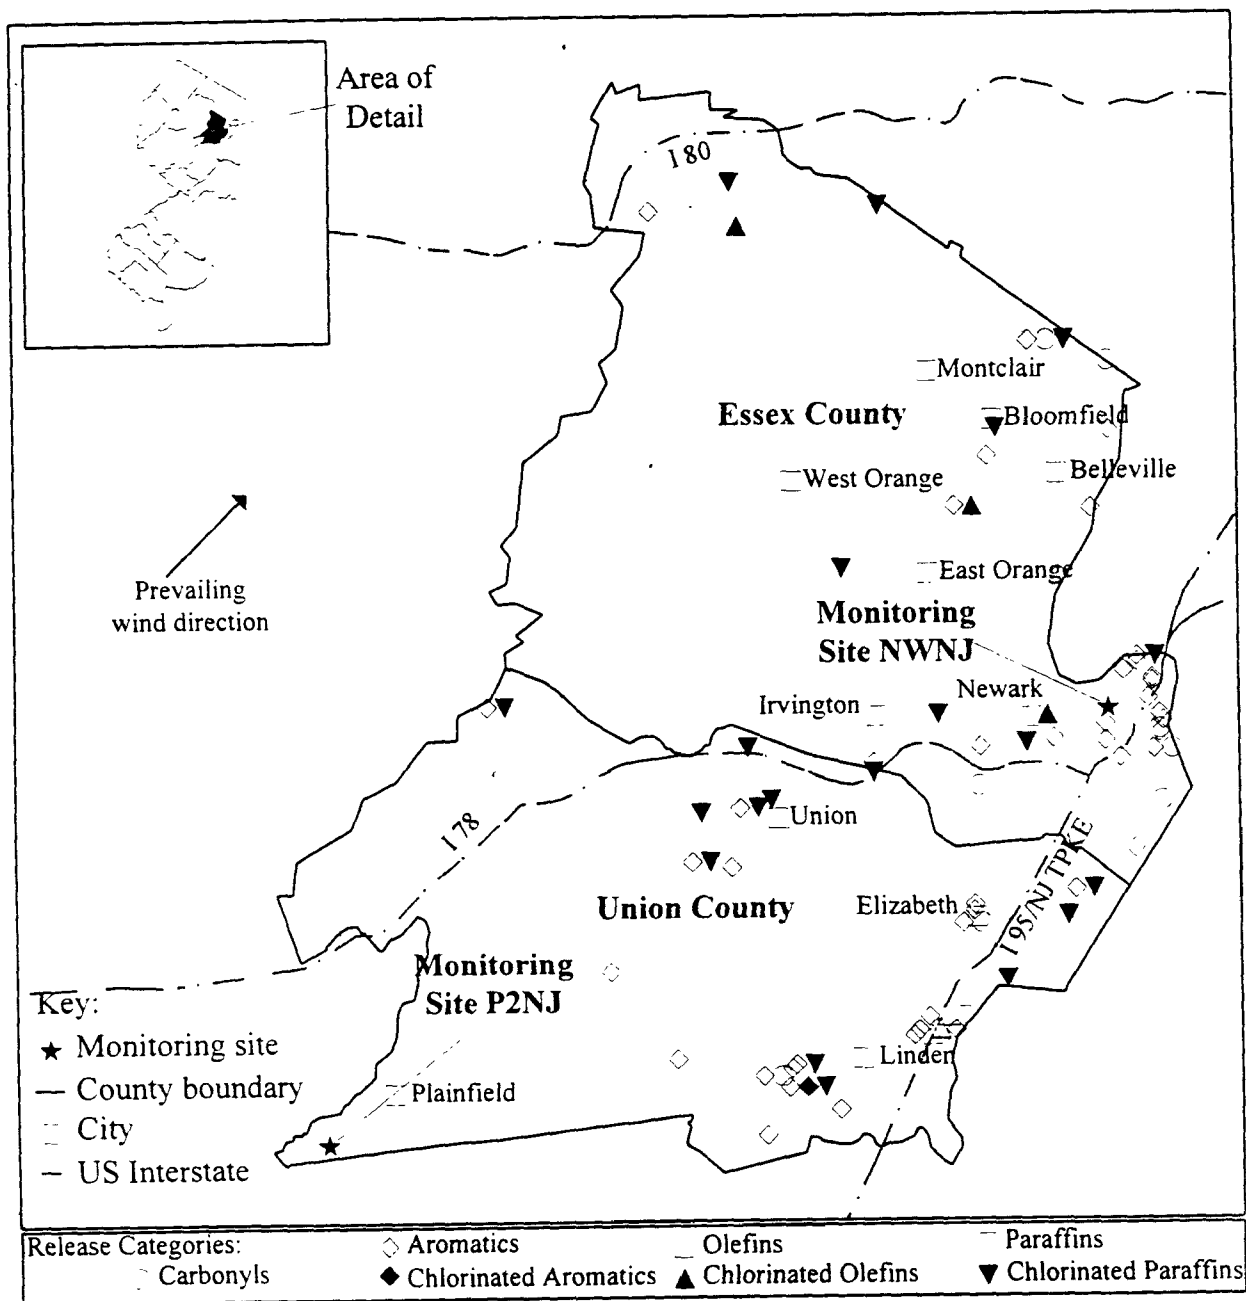 Area of
Detail
I 80
Montclair
Essex County
Bloomfield
Belleville
West Orange
East Orange
Prevailing
wind direction
Monitoring
Site NWNJ
Newark
Irvington
I 78
Union
I 95/NJ TPKE
Union County
Elizabeth
Monitoring
Site P2NJ
Linden
Plainfield
Key:
Monitoring site
County boundary
City
US Interstate
Release Categories:
Aromatics
Olefins
Paraffins
Carbonyls
Chlorinated Aromatics
Chlorinated Olefins
Chlorinated Paraffins